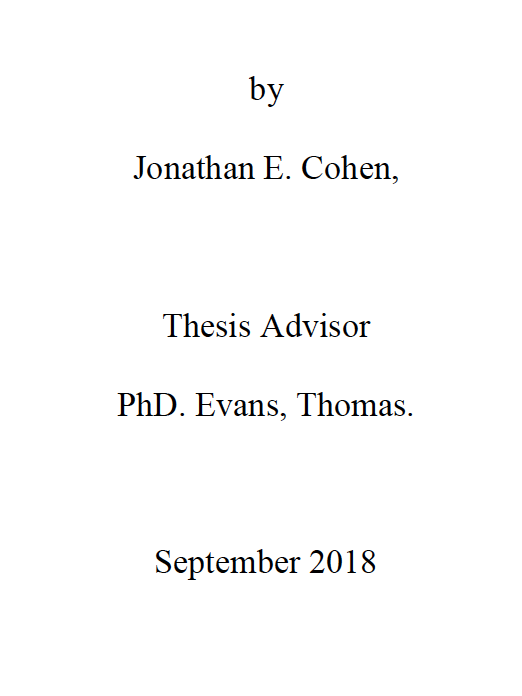 by
Jonathan E. Cohen,
Thesis Advisor
PhD. Evans, Thomas.
September 2018